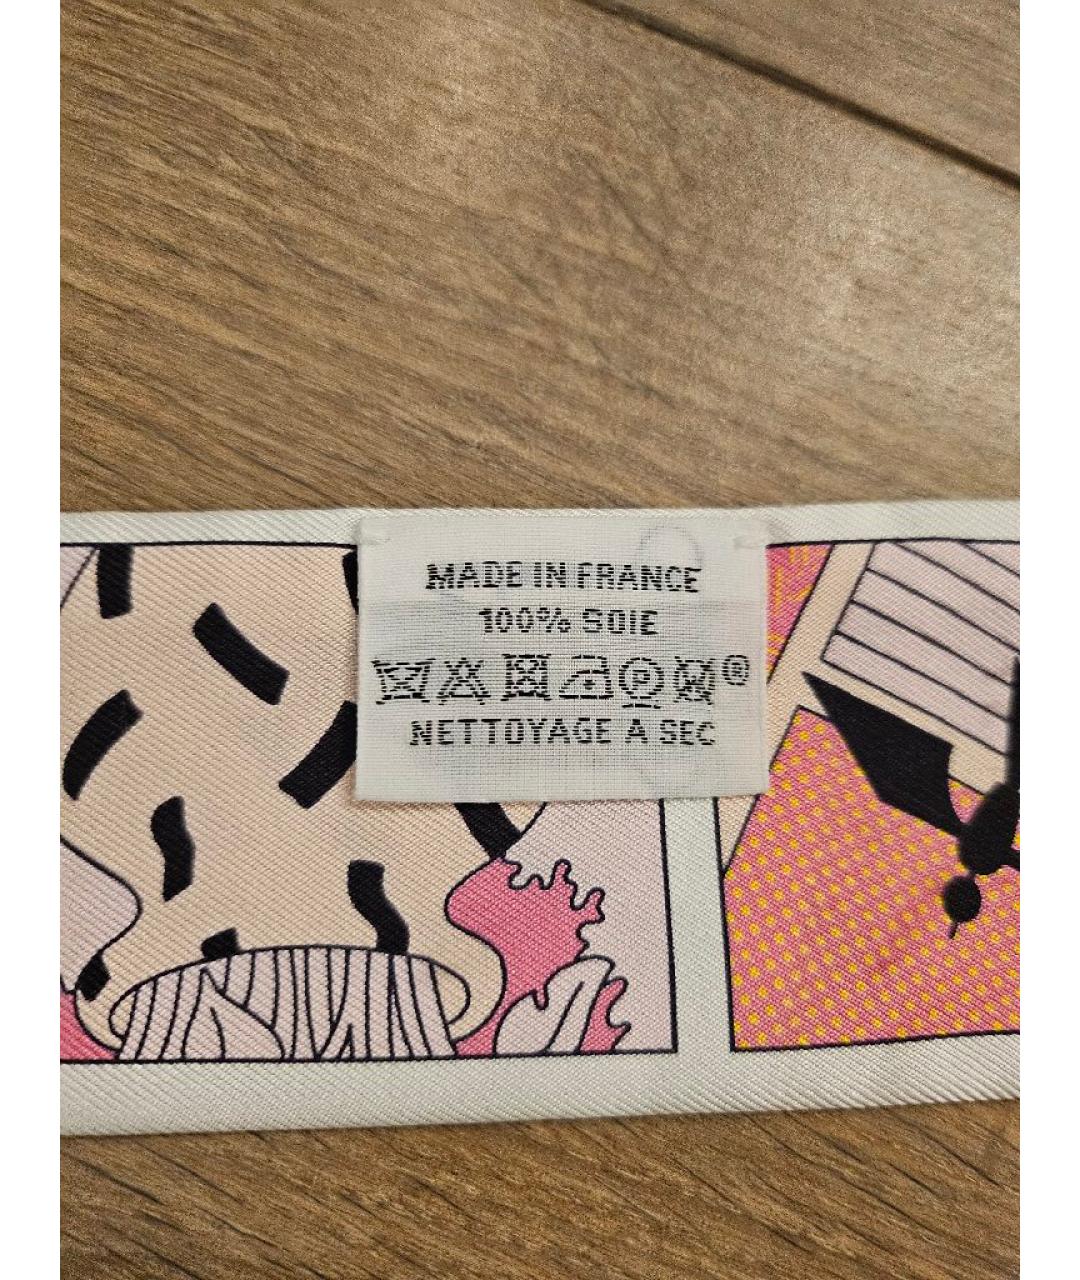 MADE IN FRANCE
100% SOIE
P ®
NETTOYAGE A SEC